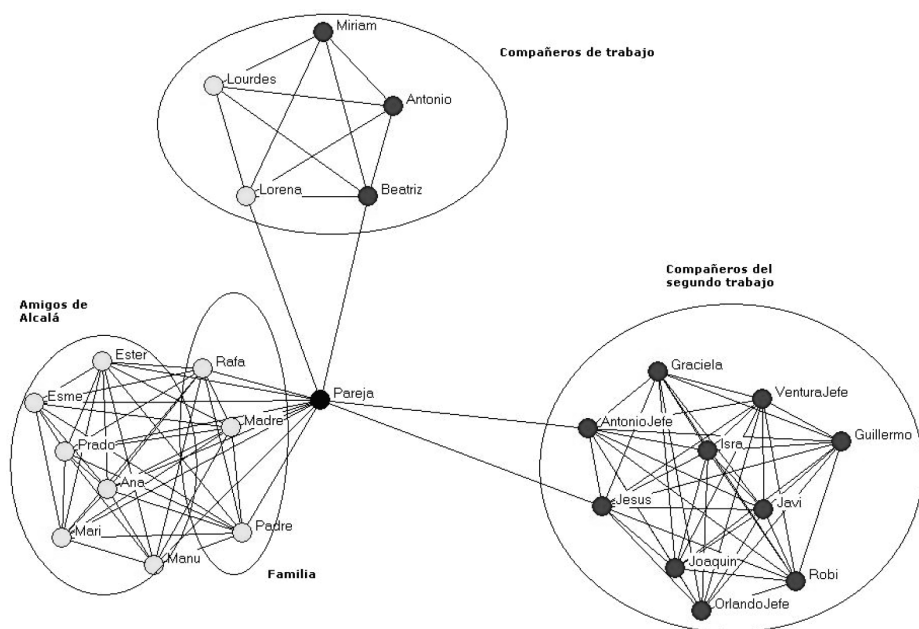 Miriam
Compañeros de trabajo
Lourdes
Antonio
Lorena
Beatriz
Compañeros del
segundo trabajo
Amigos de
Alcalá
Ester
Rafa
Esme
Pareja
Madre
Prado
Ana
Mari
Padre
Manu
Familia
Graciela
VenturaJefe
AntonioJefe
Isra
Guillermo
Jesus
Javi
Joaquin
Robi
OrlandoJefe